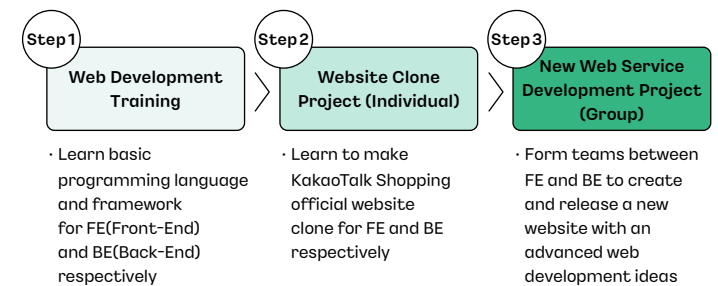 Step1
Web Development
Training
· Learn basic
programming language
and framework
for FE(Front-End)
and BE(Back-End)
respectively
Step2
Website Clone
Project (Individual)
· Learn to make
KakaoTalk Shopping
official website
clone for FE and BE
respectively
Step3
New Web Service
Development Project
(Group)
· Form teams between
FE and BE to create
and release a new
website with an
advanced web
development ideas